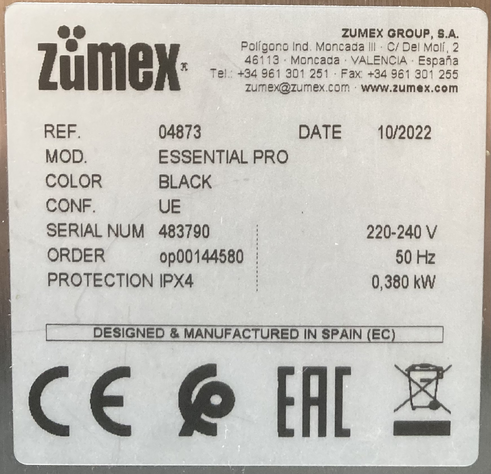 zümex
ZUMEX GROUP, S.A.
Polígono Ind. Moncada III · C/ Del Molí, 2
46113 · Moncada · VALENCIA · España
Tel.: +34 961 301 251 · Fax: +34 961 301 255
zumex@zumex.com · www.zumex.com
REF. 04873 DATE 10/2022
MOD. ESSENTIAL PRO
COLOR BLACK
CONF. UE
SERIAL NUM 483790 220-240 V
ORDER op00144580 50 Hz
PROTECTION IPX4 0,380 kW
DESIGNED & MANUFACTURED IN SPAIN (EC)
CE EAC